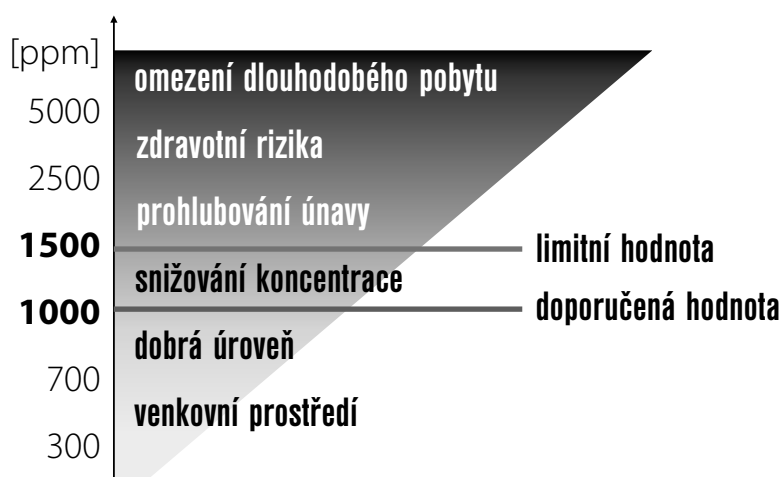 [ppm]
omezení dlouhodobého pobytu
5000
zdravotní rizika
2500
prohlubování únavy
1500
limitní hodnota
snižování koncentrace
1000
doporučená hodnota
dobrá úroveň
700
venkovní prostředí
300